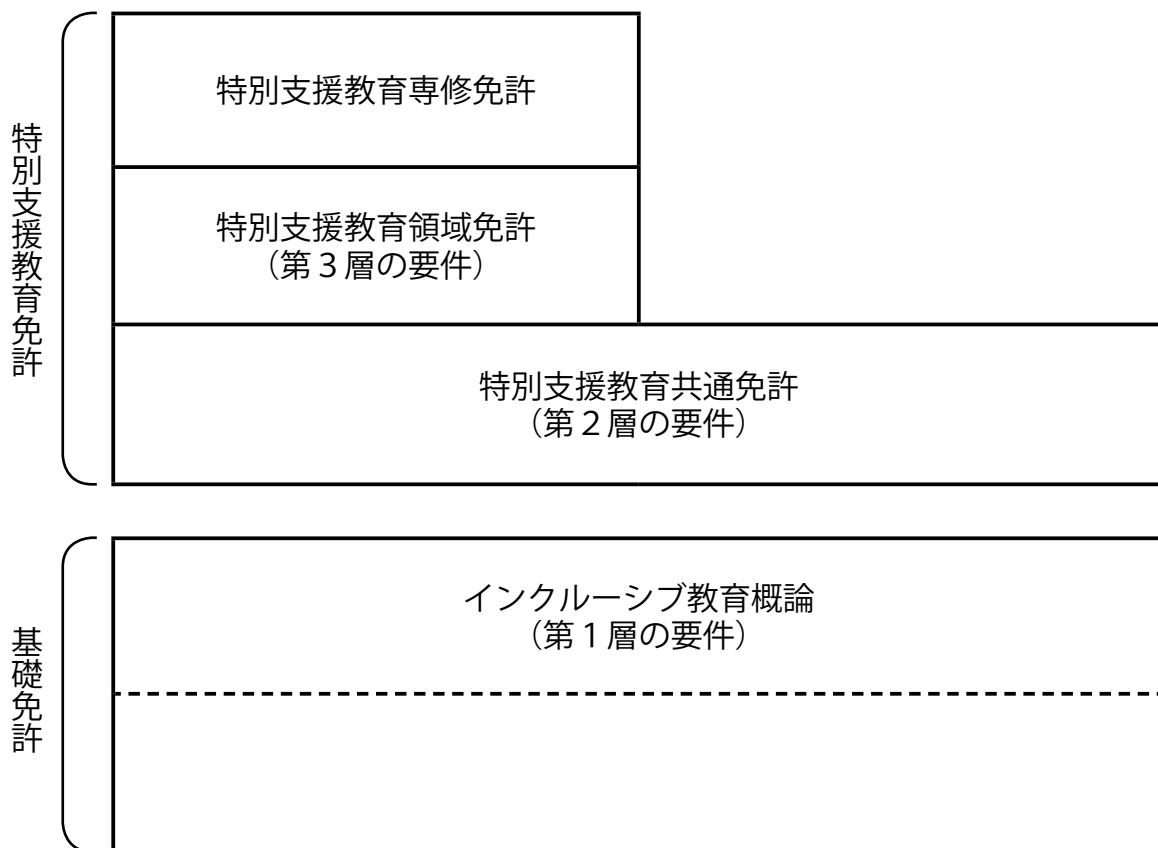 特別支援教育免許
特別支援教育専修免許
特別支援教育領域免許
（第３層の要件）
特別支援教育共通免許
（第２層の要件）
基礎免許
インクルーシブ教育概論
（第１層の要件）